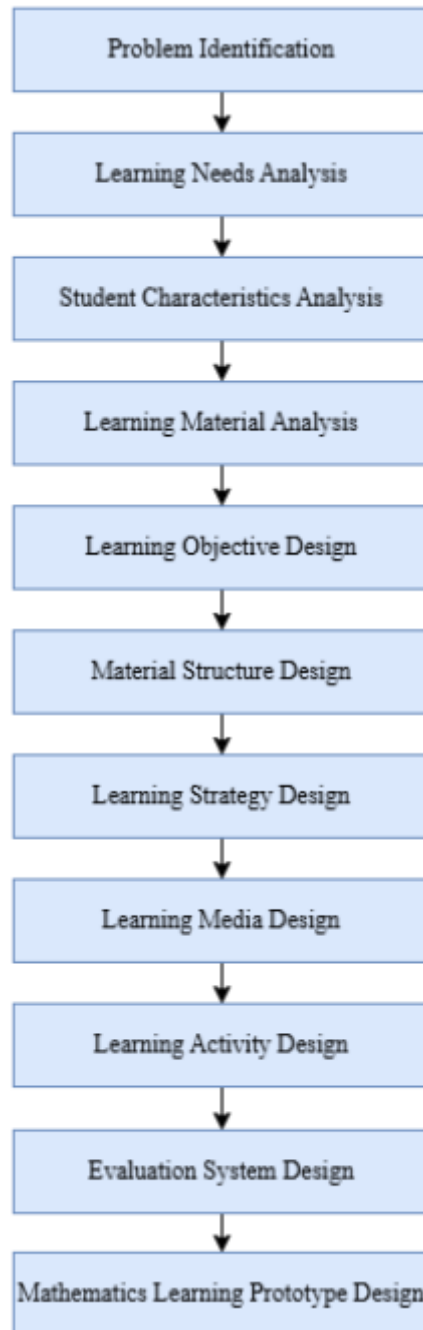 Problem Identification
Learning Needs Analysis
Student Characteristics Analysis
Learning Material Analysis
Learning Objective Design
Material Structure Design
Learning Strategy Design
Learning Media Design
Learning Activity Design
Evaluation System Design
Mathematics Learning Prototype Design